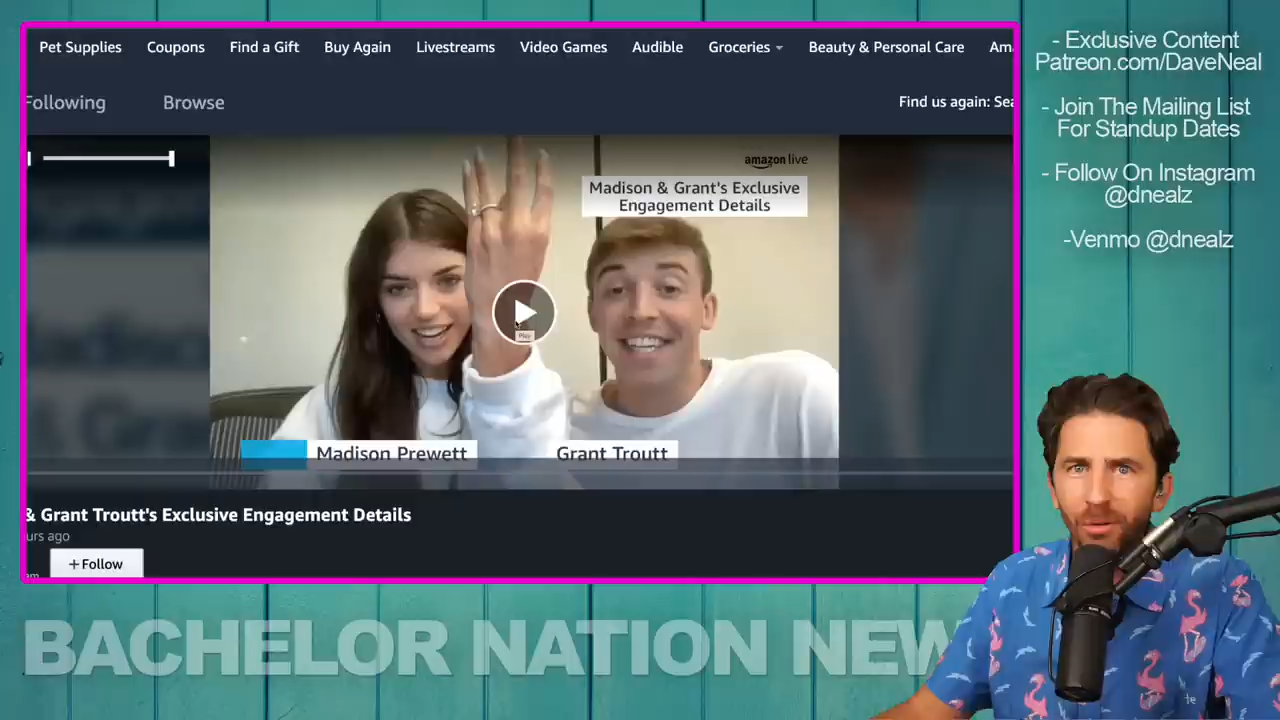 Pet Supplies Coupons Find a Gift Buy Again Livestreams Video Games Audible Groceries Beauty & Personal Care
Following Browse Find us again:
amazon live
Madison & Grant's Exclusive
Engagement Details
Play
Madison Prewett Grant Troutt
& Grant Troutt's Exclusive Engagement Details
urs ago
+Follow
- Exclusive Content
Patreon.com/DaveNeal
- Join The Mailing List
For Standup Dates
- Follow On Instagram
@dnealz
-Venmo @dnealz
BACHELOR NATION NEW